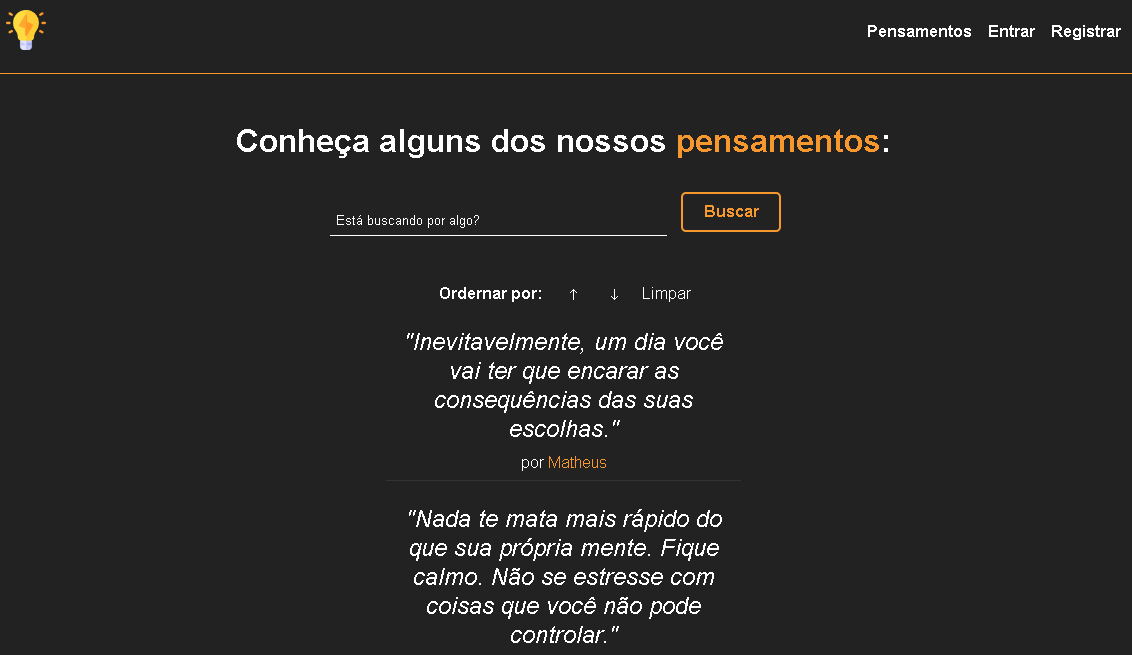 Pensamentos Entrar Registrar
Conheça alguns dos nossos pensamentos:
Está buscando por algo?
Buscar
Ordernar por: ↑ ↓ Limpar
"Inevitavelmente, um dia você
vai ter que encarar as
consequências das suas
escolhas."
por Matheus
"Nada te mata mais rápido do
que sua própria mente. Fique
calmo. Não se estresse com
coisas que você não pode
controlar."